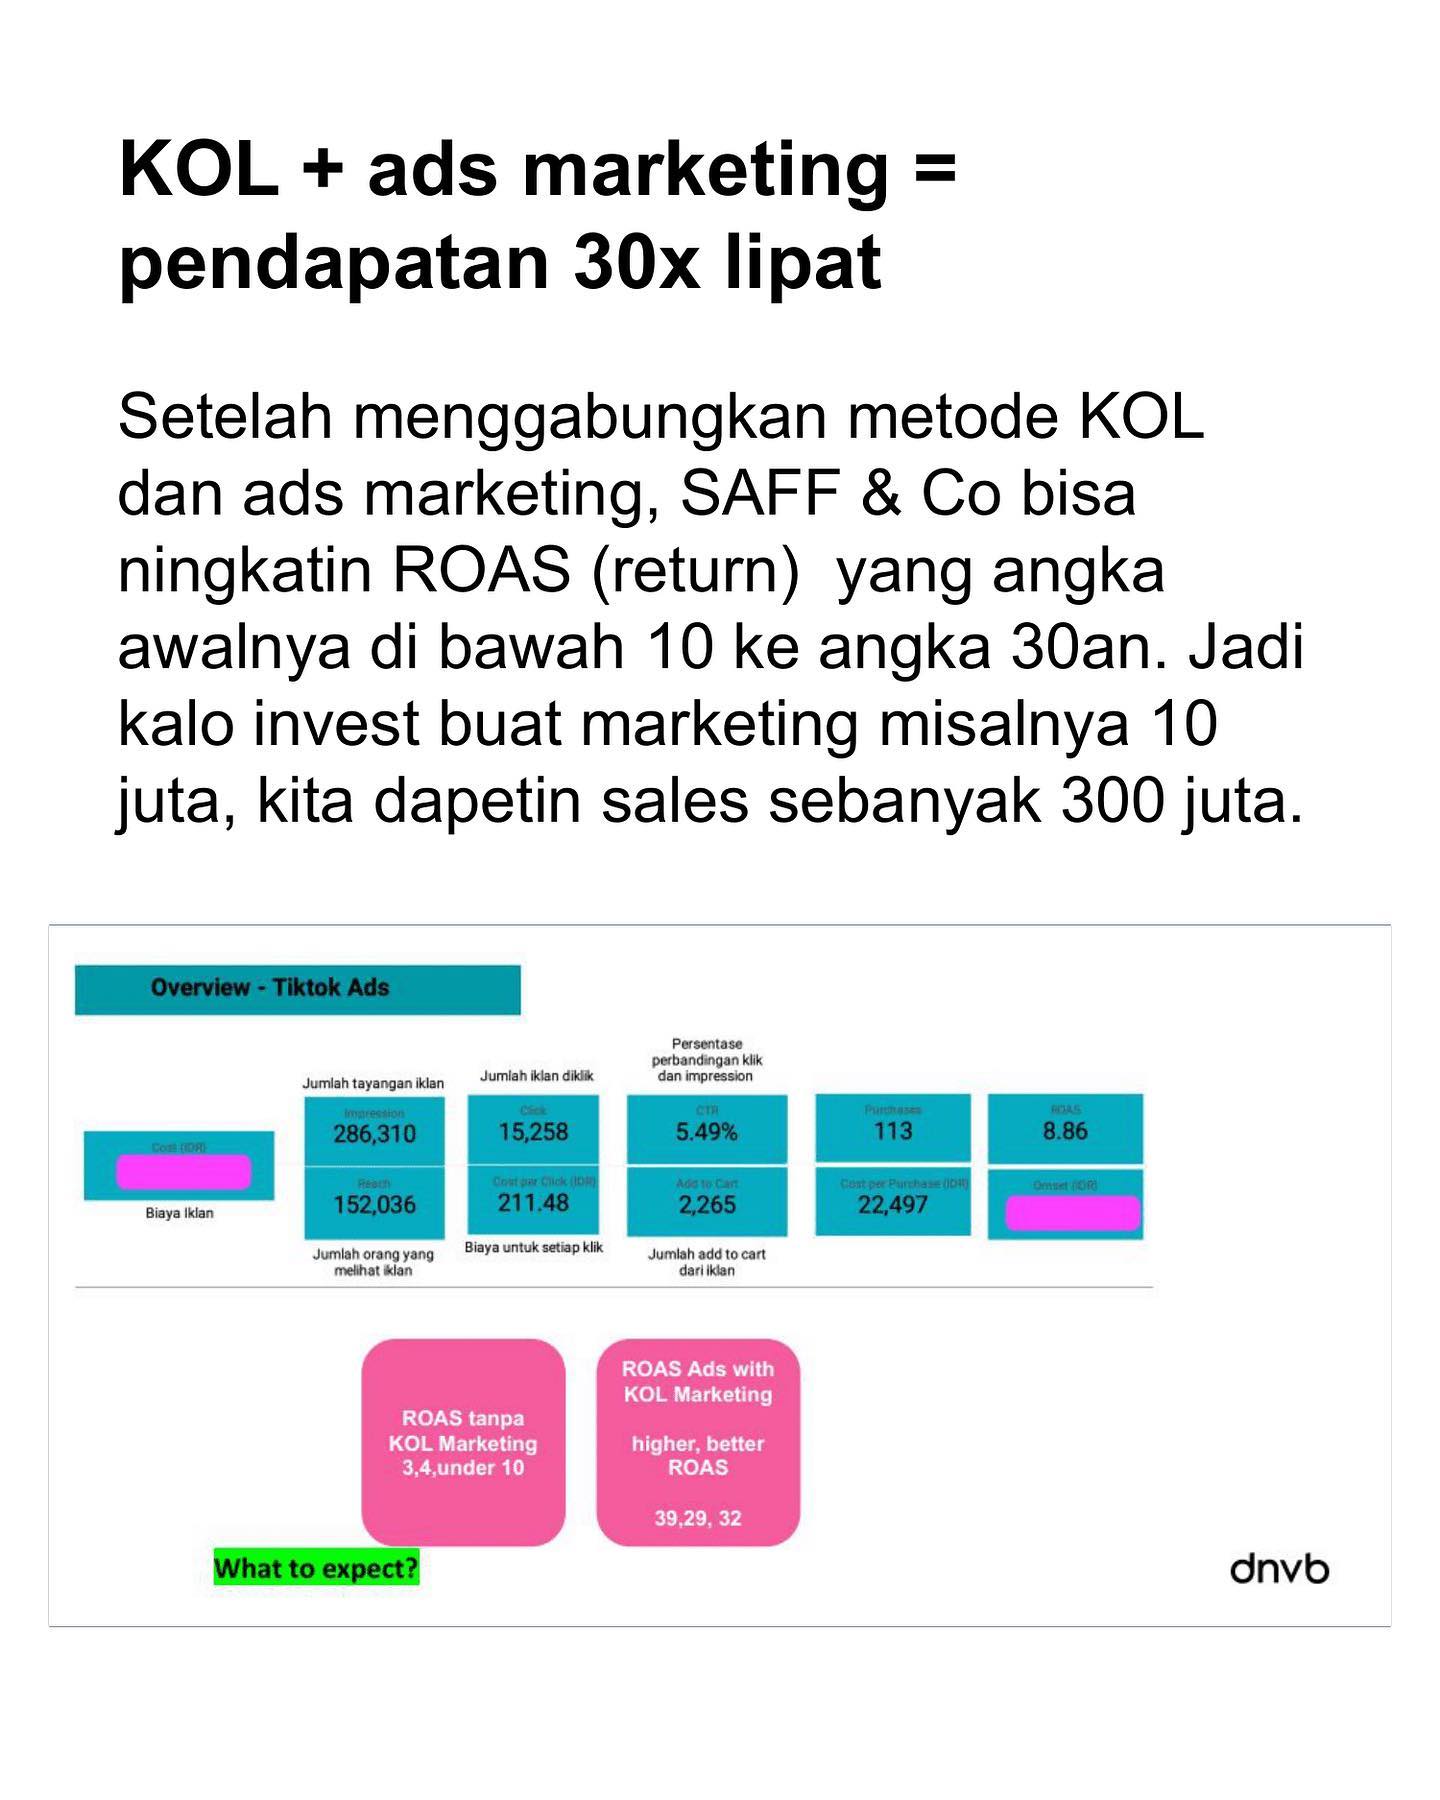 KOL + ads marketing =
pendapatan 30x lipat
Setelah menggabungkan metode KOL
dan ads marketing, SAFF & Co bisa
ningkatin ROAS (return)  yang angka
awalnya di bawah 10 ke angka 30an. Jadi
kalo invest buat marketing misalnya 10
juta, kita dapetin sales sebanyak 300 juta.
Overview - Tiktok Ads
Cost (IDR)
Biaya Iklan
Jumlah tayangan iklan
Impression
286,310
Reach
152,036
Jumlah orang yang
melihat iklan
Jumlah iklan diklik
Click
15,258
Cost per Click (IDR)
211.48
Biaya untuk setiap klik
Persentase
perbandingan klik
dan impression
CTR
5.49%
Add to Cart
2,265
Jumlah add to cart
dari iklan
Purchases
113
Cost per Purchase (IDR)
22,497
ROAS
8.86
Omset (IDR)
ROAS tanpa
KOL Marketing
3,4,under 10
ROAS Ads with
KOL Marketing
higher, better
ROAS
39,29, 32
What to expect?
dnvb